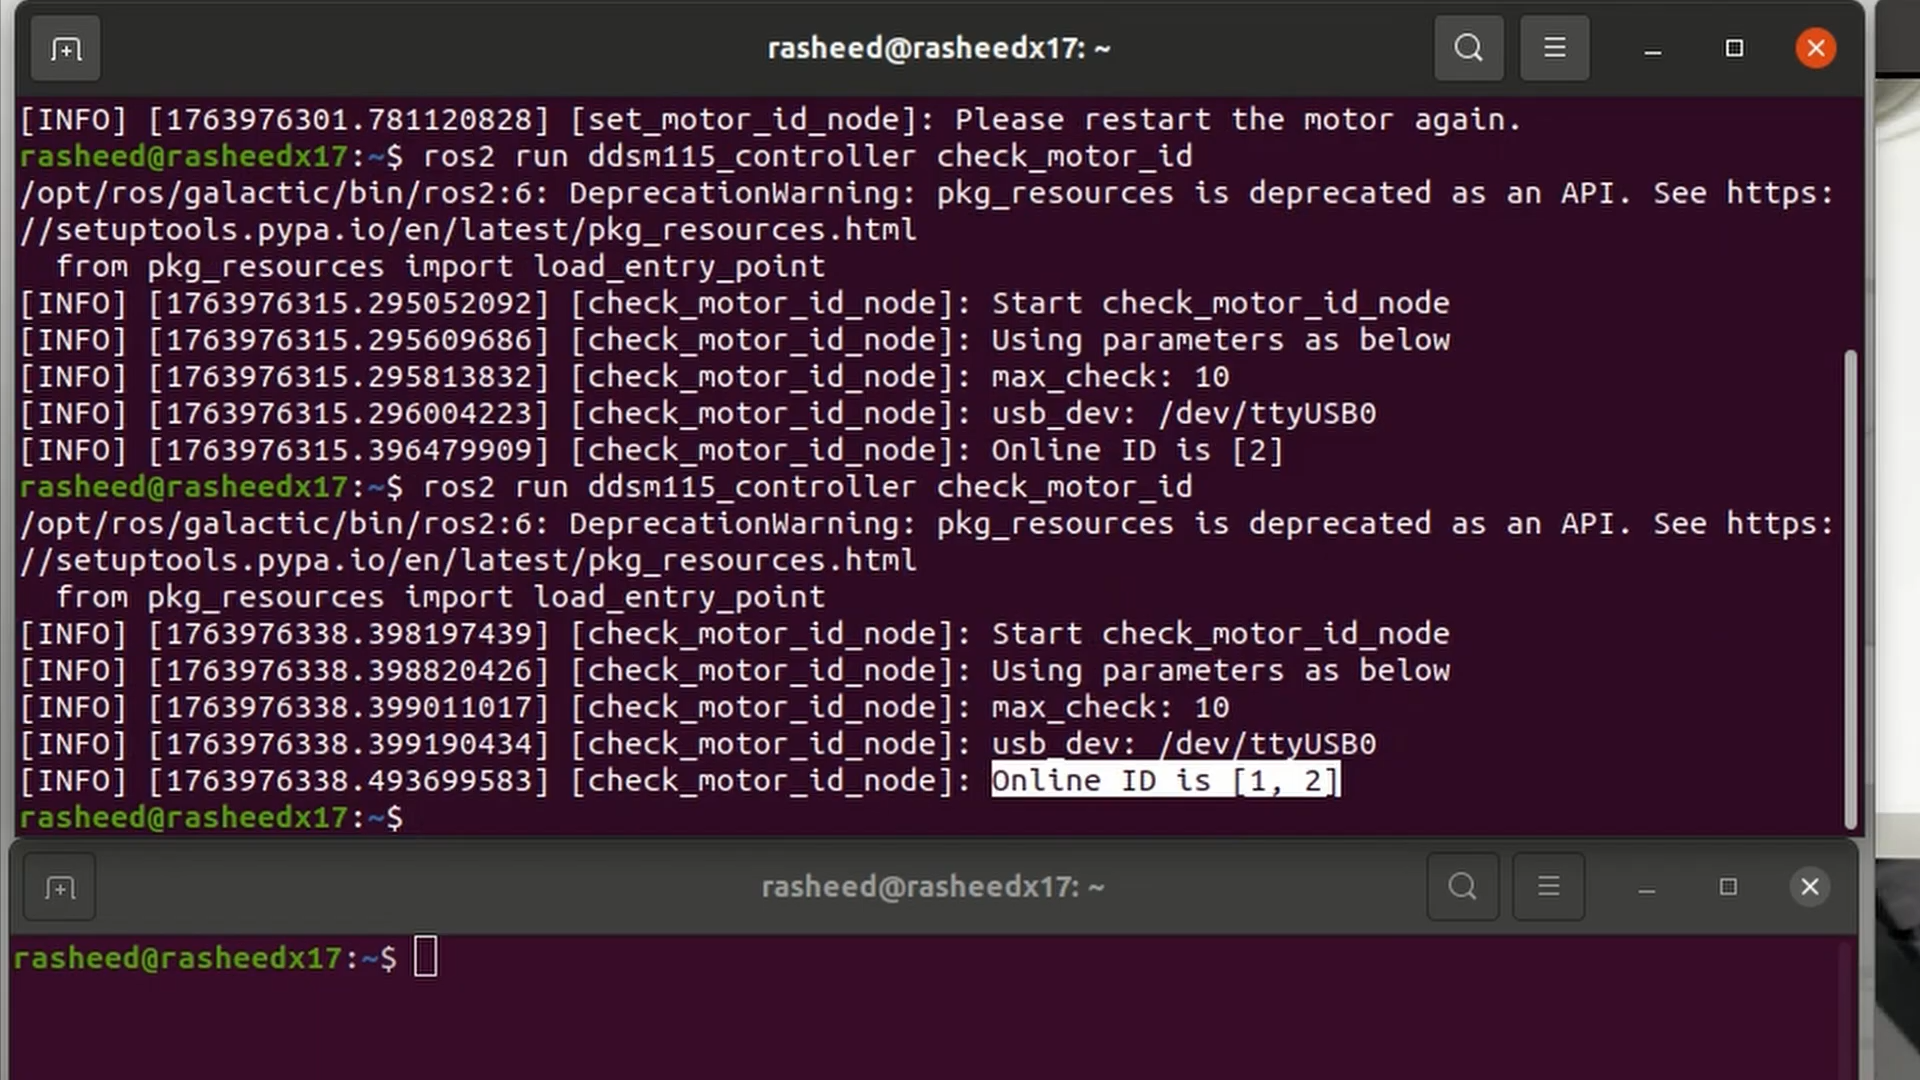 rasheed@rasheedx17: ~
[INFO] [1763976301.781120828] [set_motor_id_node]: Please restart the motor again.
rasheed@rasheedx17:~$ ros2 run ddsm115_controller check_motor_id
/opt/ros/galactic/bin/ros2:6: DeprecationWarning: pkg_resources is deprecated as an API. See https:
//setuptools.pypa.io/en/latest/pkg_resources.html
  from pkg_resources import load_entry_point
[INFO] [1763976315.295052092] [check_motor_id_node]: Start check_motor_id_node
[INFO] [1763976315.295609686] [check_motor_id_node]: Using parameters as below
[INFO] [1763976315.295813832] [check_motor_id_node]: max_check: 10
[INFO] [1763976315.296004223] [check_motor_id_node]: usb_dev: /dev/ttyUSB0
[INFO] [1763976315.396479909] [check_motor_id_node]: Online ID is [2]
rasheed@rasheedx17:~$ ros2 run ddsm115_controller check_motor_id
/opt/ros/galactic/bin/ros2:6: DeprecationWarning: pkg_resources is deprecated as an API. See https:
//setuptools.pypa.io/en/latest/pkg_resources.html
  from pkg_resources import load_entry_point
[INFO] [1763976338.398197439] [check_motor_id_node]: Start check_motor_id_node
[INFO] [1763976338.398820426] [check_motor_id_node]: Using parameters as below
[INFO] [1763976338.399011017] [check_motor_id_node]: max_check: 10
[INFO] [1763976338.399190434] [check_motor_id_node]: usb_dev: /dev/ttyUSB0
[INFO] [1763976338.493699583] [check_motor_id_node]: Online ID is [1, 2]
rasheed@rasheedx17:~$
rasheed@rasheedx17: ~
rasheed@rasheedx17:~$